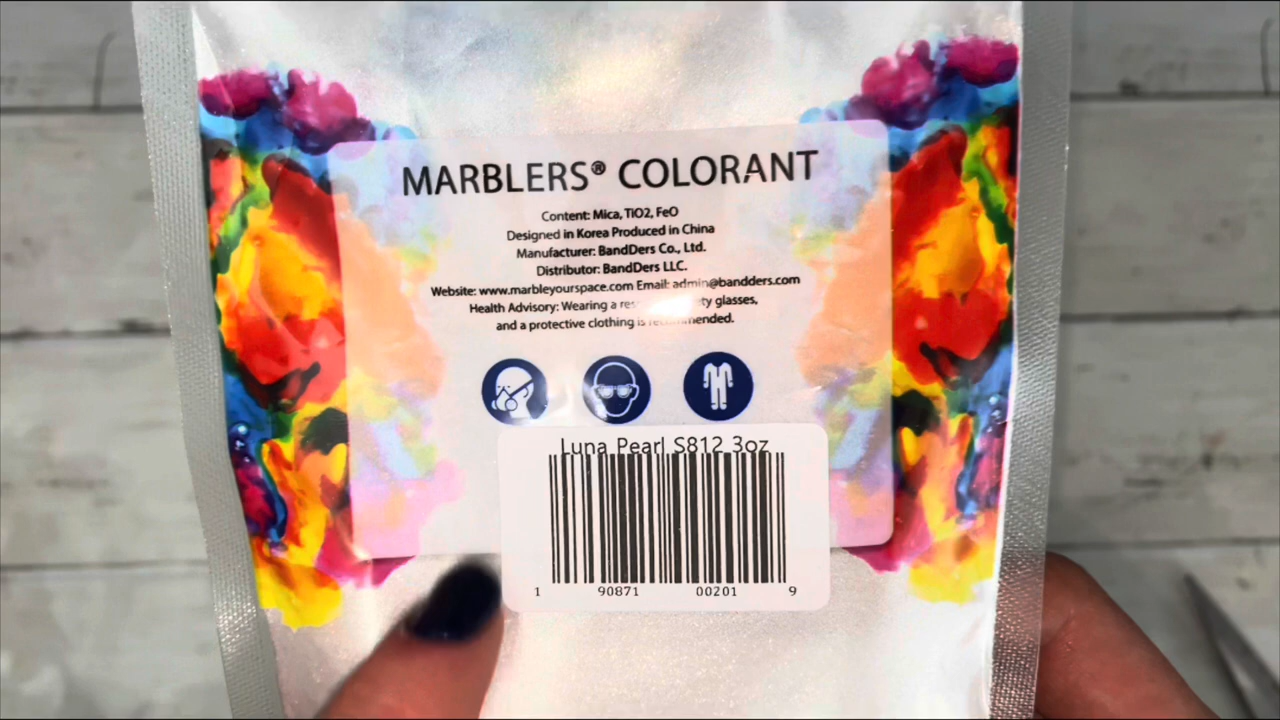 MARBLERS® COLORANT
Content: Mica, TiO2, FeO
Designed in Korea Produced in China
Manufacturer: BandDers Co., Ltd.
Distributor: BandDers LLC.
Website: www.marbleyourspace.com Email: admin@bandders.com
Health Advisory: Wearing a glasses,
and a protective clothing is recommended.
Luna Pearl S812 3oz
1 90871 00201 9